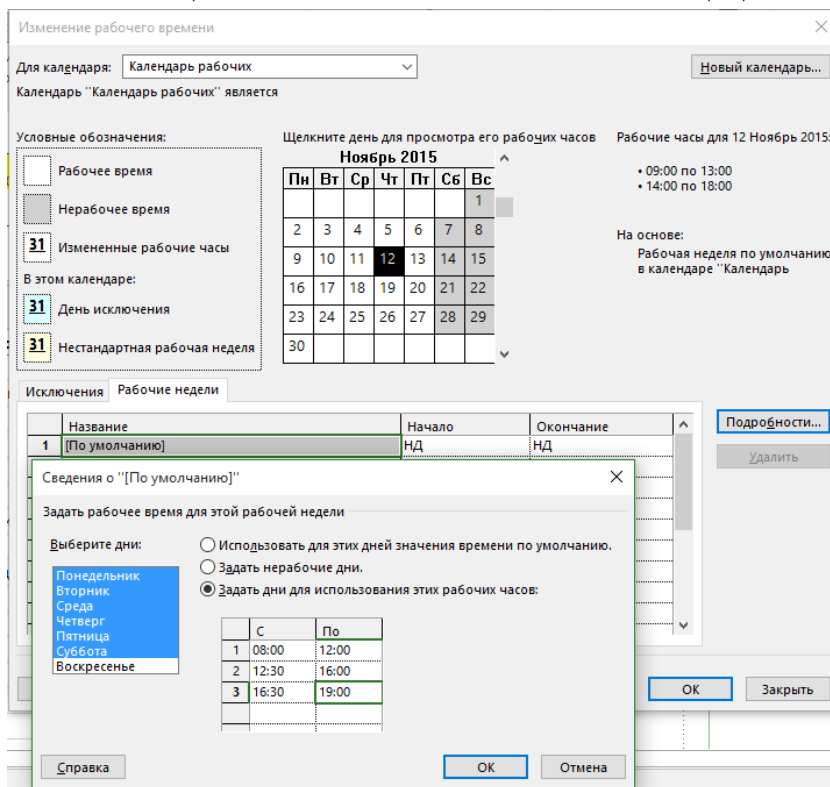 Изменение рабочего времени
Для календаря: Календарь рабочих
Новый календарь...
Календарь "Календарь рабочих" является
Условные обозначения:
Рабочее время
Нерабочее время
31 Измененные рабочие часы
В этом календаре:
31 День исключения
31 Нестандартная рабочая неделя
Щелкните день для просмотра его рабочих часов
Ноябрь 2015
Пн Вт Ср Чт Пт Сб Вс
1
2 3 4 5 6 7 8
9 10 11 12 13 14 15
16 17 18 19 20 21 22
23 24 25 26 27 28 29
30
Рабочие часы для 12 Ноябрь 2015:
• 09:00 по 13:00
• 14:00 по 18:00
На основе:
Рабочая неделя по умолчанию
в календаре "Календарь
Исключения Рабочие недели
Название Начало Окончание
1 [По умолчанию] НД НД
Подробности...
Удалить
Сведения о "[По умолчанию]"
Задать рабочее время для этой рабочей недели
Выберите дни:
Понедельник
Вторник
Среда
Четверг
Пятница
Суббота
Воскресенье
Использовать для этих дней значения времени по умолчанию.
Задать нерабочие дни.
Задать дни для использования этих рабочих часов:
С По
1 08:00 12:00
2 12:30 16:00
3 16:30 19:00
Справка
ОК
Отмена
ОК
Закрыть